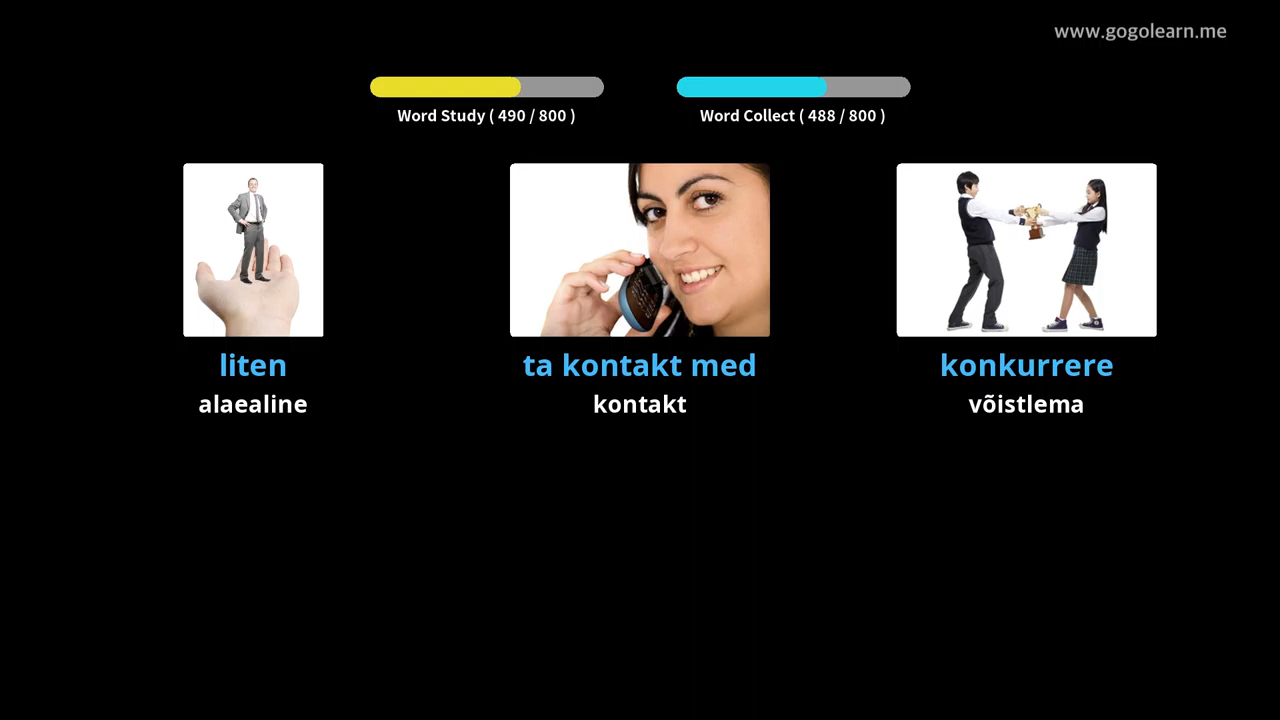 www.gogolearn.me
Word Study ( 490 / 800 )
Word Collect ( 488 / 800 )
liten
ta kontakt med
konkurrere
alaealine
kontakt
võistlema